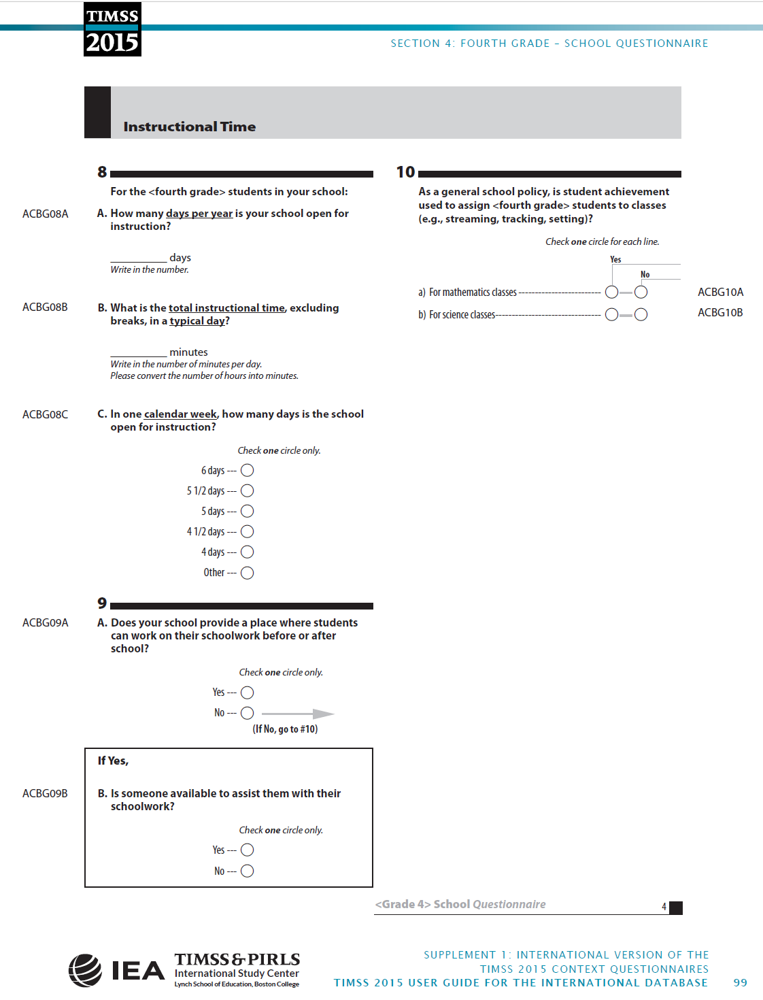 TIMSS
2015
SECTION 4: FOURTH GRADE – SCHOOL QUESTIONNAIRE
Instructional Time
8
For the <fourth grade> students in your school:
ACBG08A
A. How many days per year is your school open for
instruction?
__________ days
Write in the number.
ACBG08B
B. What is the total instructional time, excluding
breaks, in a typical day?
__________ minutes
Write in the number of minutes per day.
Please convert the number of hours into minutes.
ACBG08C
C. In one calendar week, how many days is the school
open for instruction?
Check one circle only.
6 days ---
5 1/2 days ---
5 days ---
4 1/2 days ---
4 days ---
Other ---
9
ACBG09A
A. Does your school provide a place where students
can work on their schoolwork before or after
school?
Check one circle only.
Yes ---
No ---
(If No, go to #10)
If Yes,
ACBG09B
B. Is someone available to assist them with their
schoolwork?
Check one circle only.
Yes ---
No ---
10
As a general school policy, is student achievement
used to assign <fourth grade> students to classes
(e.g., streaming, tracking, setting)?
Check one circle for each line.
Yes
No
a) For mathematics classes -------------------------
ACBG10A
b) For science classes--------------------------------
ACBG10B
<Grade 4> School Questionnaire
4
IEA
TIMSS & PIRLS
International Study Center
Lynch School of Education, Boston College
SUPPLEMENT 1: INTERNATIONAL VERSION OF THE
TIMSS 2015 CONTEXT QUESTIONNAIRES
TIMSS 2015 USER GUIDE FOR THE INTERNATIONAL DATABASE
99